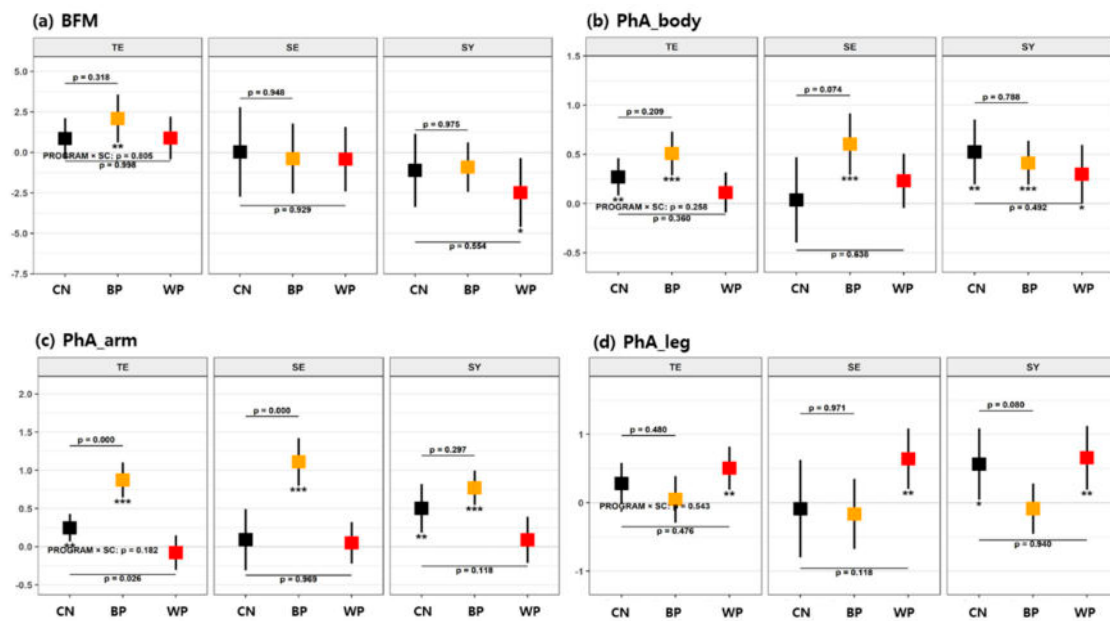 (a) BFM
TE SE SY
5.0
2.5
0.0
-2.5
-5.0
-7.5
p = 0.318
**
PROGRAM × SC: p = 0.805
p = 0.998
p = 0.948
p = 0.929
p = 0.975
*
p = 0.554
CN BP WP CN BP WP CN BP WP
(b) PhA_body
TE SE SY
1.5
1.0
0.5
0.0
-0.5
p = 0.209
***
**
PROGRAM × SC: p = 0.258
p = 0.360
p = 0.074
***
p = 0.638
p = 0.788
** ***
p = 0.492
*
CN BP WP CN BP WP CN BP WP
(c) PhA_arm
TE SE SY
2.0
1.5
1.0
0.5
0.0
-0.5
p = 0.000
***
**
PROGRAM × SC: p = 0.182
p = 0.026
p = 0.000
***
p = 0.969
p = 0.297
***
**
p = 0.118
CN BP WP CN BP WP CN BP WP
(d) PhA_leg
TE SE SY
1
0
-1
p = 0.480
**
PROGRAM × SC: p = 0.543
p = 0.476
p = 0.971
**
p = 0.118
p = 0.080
**
*
p = 0.940
CN BP WP CN BP WP CN BP WP